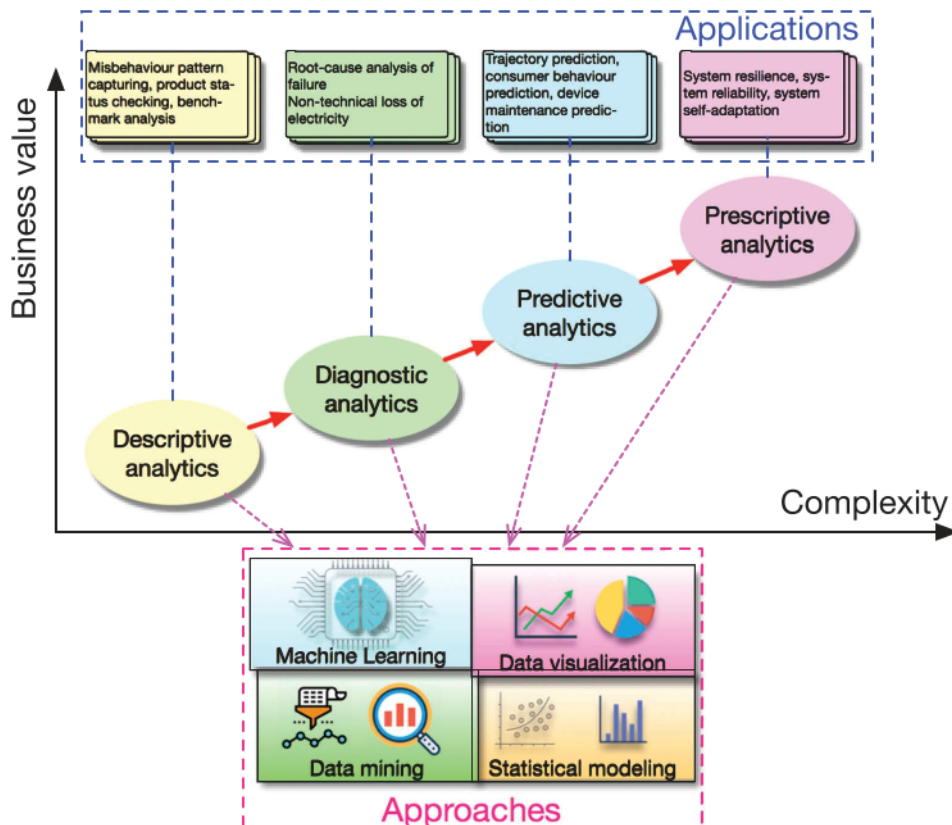 Applications
Misbehaviour pattern
capturing, product sta-
tus checking, bench-
mark analysis
Root-cause analysis of
failure
Non-technical loss of
electricity
Trajectory prediction,
consumer behaviour
prediction, device
maintenance predic-
tion
System resilience, sys-
tem reliability, system
self-adaptation
Business value
Prescriptive
analytics
Predictive
analytics
Diagnostic
analytics
Descriptive
analytics
Complexity
Machine Learning
Data visualization
Data mining
Statistical modeling
Approaches